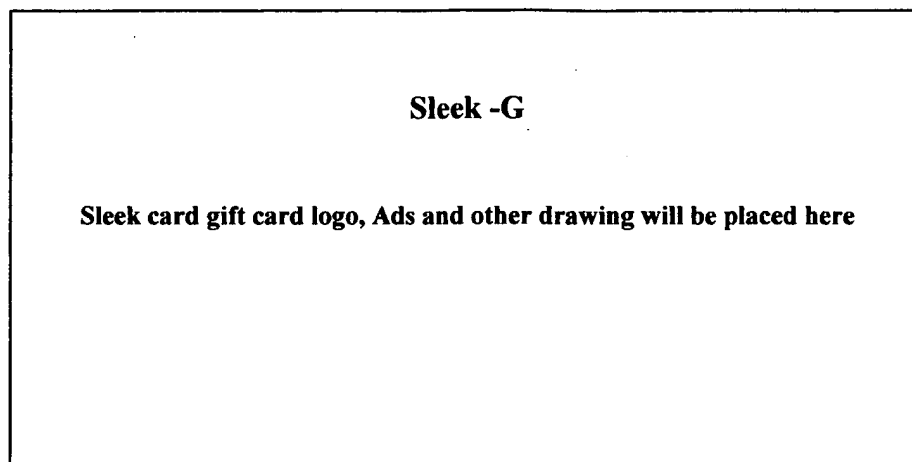 Sleek -G
Sleek card gift card logo, Ads and other drawing will be placed here